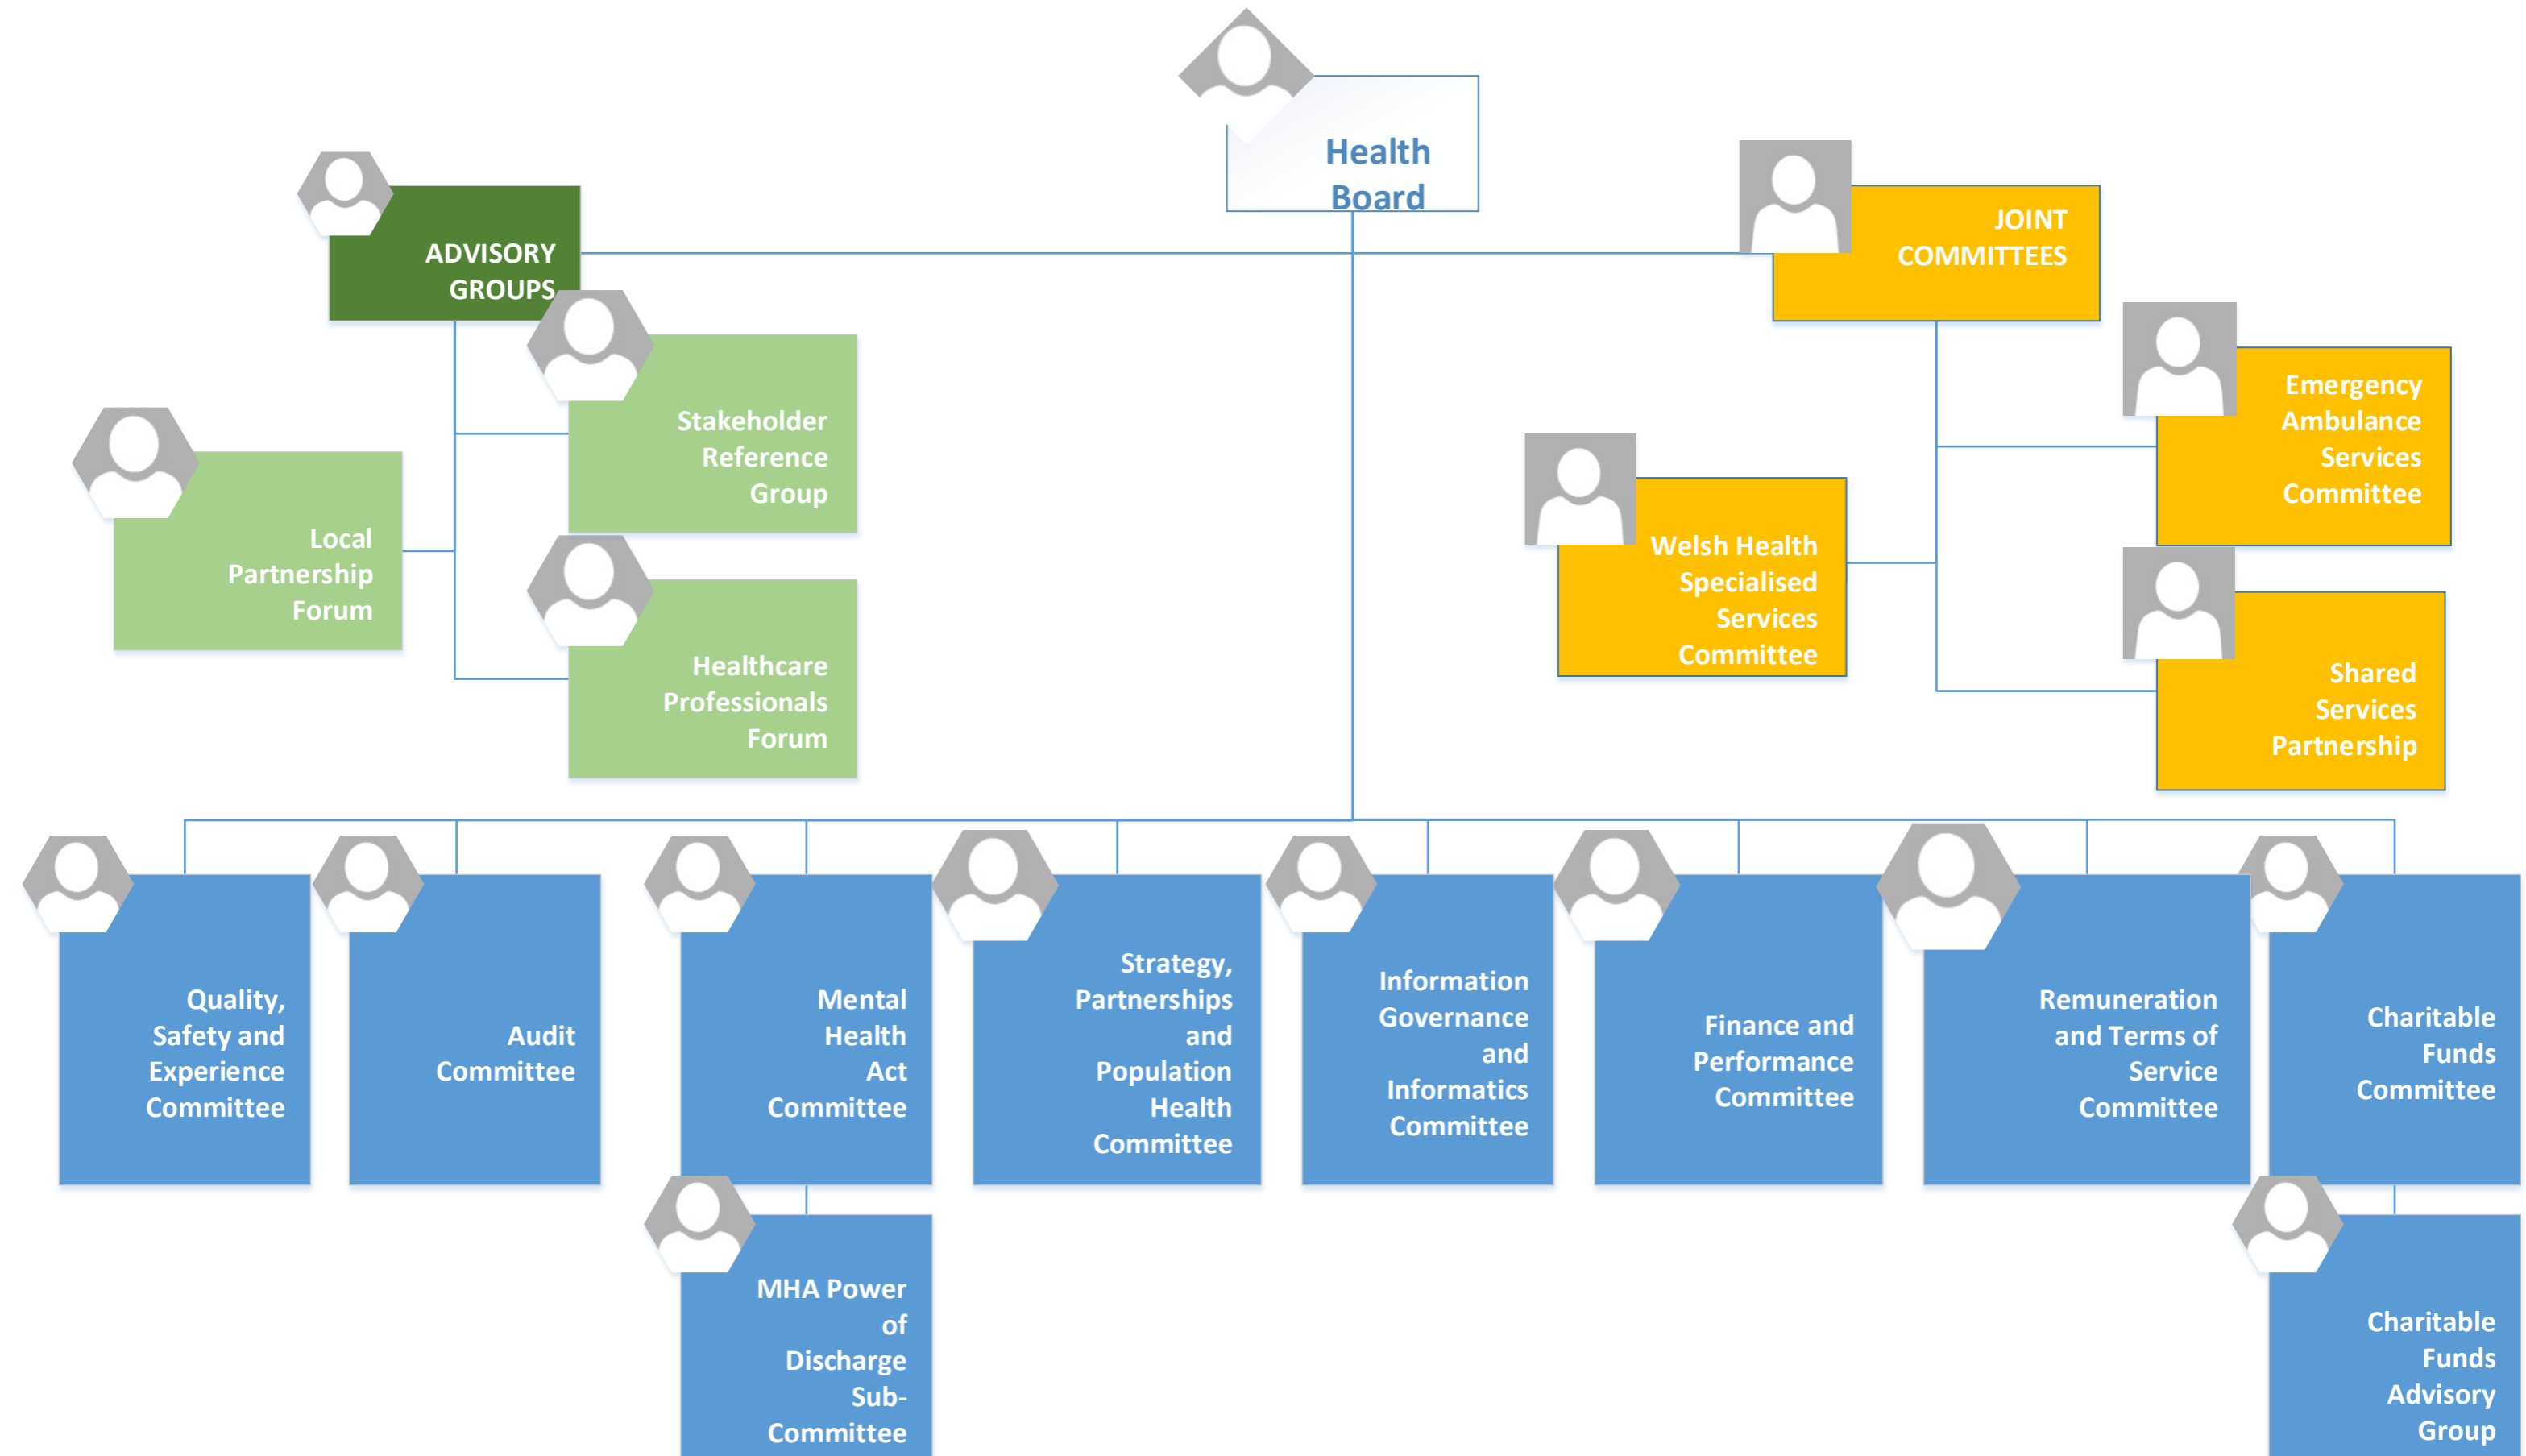 Health
Board
ADVISORY
GROUPS
JOINT
COMMITTEES
Stakeholder
Reference
Group
Local
Partnership
Forum
Healthcare
Professionals
Forum
Emergency
Ambulance
Services
Committee
Welsh Health
Specialised
Services
Committee
Shared
Services
Partnership
Quality,
Safety and
Experience
Committee
Audit
Committee
Mental
Health
Act
Committee
Strategy,
Partnerships
and
Population
Health
Committee
Information
Governance
and
Informatics
Committee
Finance and
Performance
Committee
Remuneration
and Terms of
Service
Committee
Charitable
Funds
Committee
MHA Power
of
Discharge
Sub-
Committee
Charitable
Funds
Advisory
Group